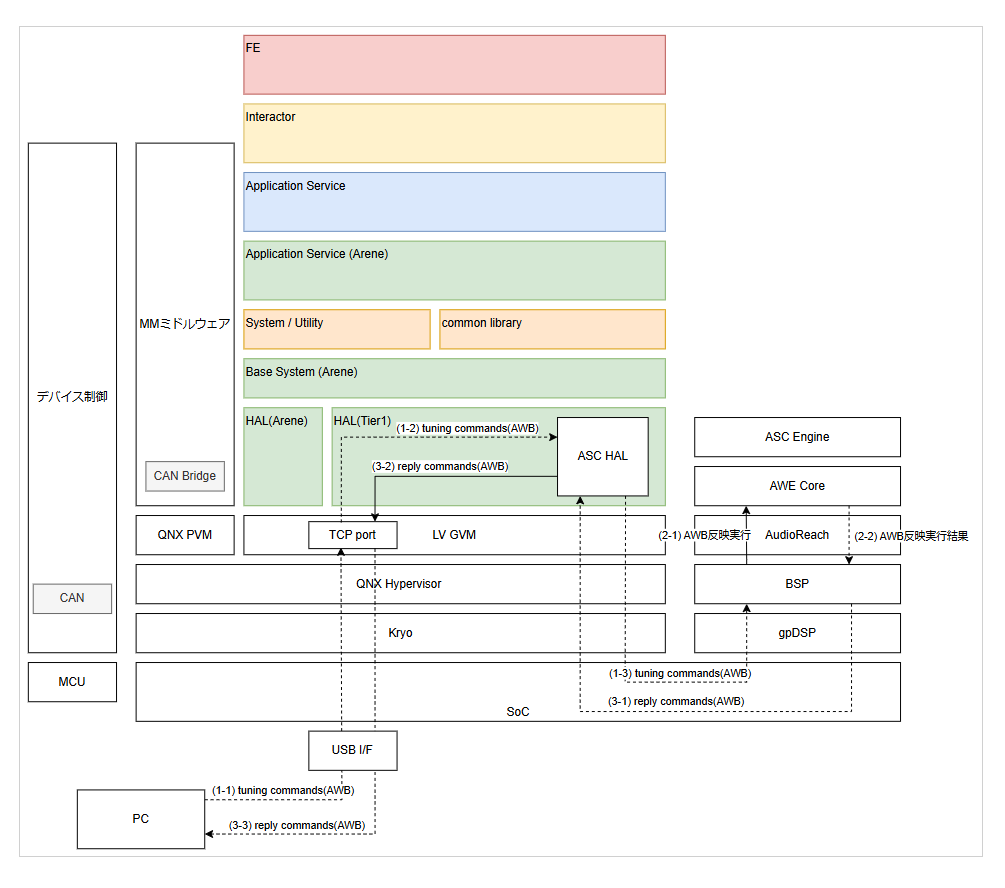 FE
Interactor
Application Service
Application Service (Arene)
MMミドルウェア
System / Utility
common library
Base System (Arene)
デバイス制御
HAL(Arene)
HAL(Tier1)
(1-2) tuning commands(AWB)
ASC HAL
(3-2) reply commands(AWB)
CAN Bridge
ASC Engine
AWE Core
QNX PVM
TCP port
LV GVM
(2-1) AWB反映実行
AudioReach
(2-2) AWB反映実行結果
QNX Hypervisor
BSP
CAN
Kryo
gpDSP
MCU
(1-3) tuning commands(AWB)
(3-1) reply commands(AWB)
SoC
USB I/F
(1-1) tuning commands(AWB)
PC
(3-3) reply commands(AWB)